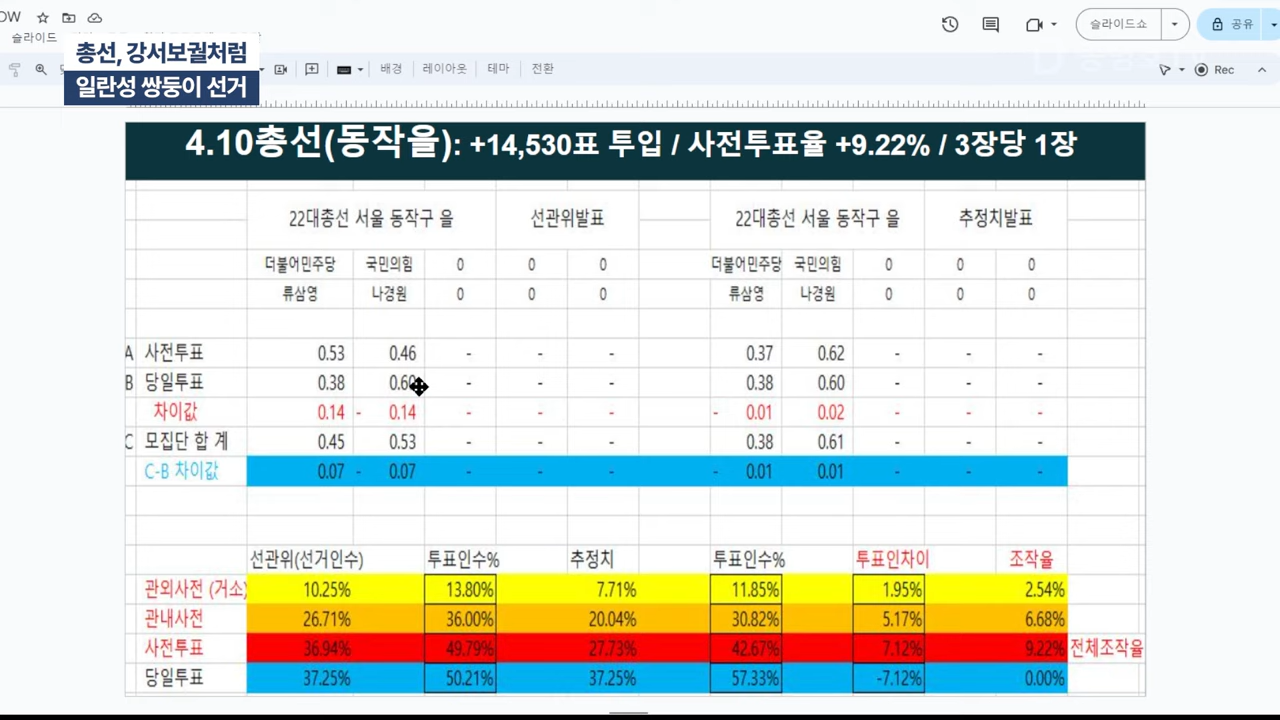 OW
슬라이드
총선, 강서보궐처럼
일란성 쌍둥이 선거
슬라이드쇼
공유
배경 레이아웃 테마 전환
Rec
4.10총선(동작을): +14,530표 투입 / 사전투표율 +9.22% / 3장당 1장
22대총선 서울 동작구 을 선관위발표 22대총선 서울 동작구 을 추정치발표
더불어민주당 국민의힘 0 0 0 더불어민주당 국민의힘 0 0 0
류삼영 나경원 0 0 0 류삼영 나경원 0 0 0
A 사전투표 0.53 0.46 - - - 0.37 0.62 - - -
B 당일투표 0.38 0.60 - - - 0.38 0.60 - - -
차이값 0.14 - 0.14 - - - - 0.01 0.02 - - -
C 모집단 합 계 0.45 0.53 - - - 0.38 0.61 - - -
C-B 차이값 0.07 - 0.07 - - - - 0.01 0.01 - - -
선관위(선거인수) 투표인수% 추정치 투표인수% 투표인차이 조작율
관외사전 (거소) 10.25% 13.80% 7.71% 11.85% 1.95% 2.54%
관내사전 26.71% 36.00% 20.04% 30.82% 5.17% 6.68%
사전투표 36.94% 49.79% 27.73% 42.67% 7.12% 9.22% 전체조작율
당일투표 37.25% 50.21% 37.25% 57.33% -7.12% 0.00%